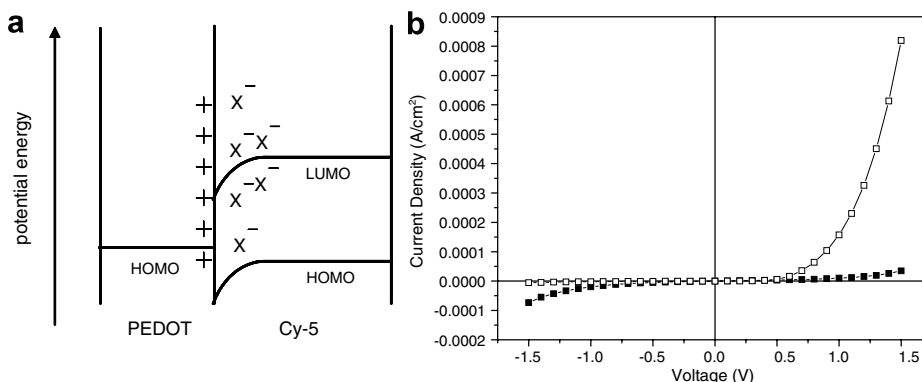 a
potential energy
+ X−
+
+ X− X−
LUMO
+ X− X−
+ X−
HOMO
+
HOMO
PEDOT
Cy-5
b
Current Density (A/cm²)
0.0009
0.0008
0.0007
0.0006
0.0005
0.0004
0.0003
0.0002
0.0001
0.0000
-0.0001
-0.0002
-1.5 -1.0 -0.5 0.0 0.5 1.0 1.5
Voltage (V)